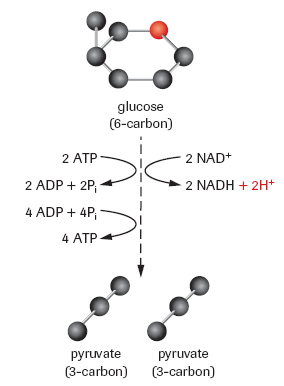 glucose
(6-carbon)
2 ATP
2 NAD⁺
2 ADP + 2Pᵢ
2 NADH + 2H⁺
4 ADP + 4Pᵢ
4 ATP
pyruvate
(3-carbon)
pyruvate
(3-carbon)